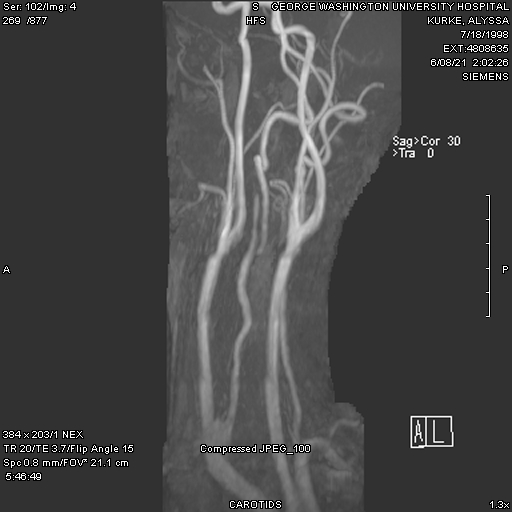 Ser: 102/Img: 4
269 /877
S
HFS
GEORGE WASHINGTON UNIVERSITY HOSPITAL
KURKE, ALYSSA
7/18/1998
EXT:4808635
6/08/21 2:02:26
SIEMENS
Sag>Cor 30
>Tra 0
A
P
384 x 203/1 NEX
TR 20/TE 3.7/Flip Angle 15
Spc 0.8 mm/FOV* 21.1 cm
5:46:49
Compressed JPEG_100
A L
CAROTIDS
1.3x